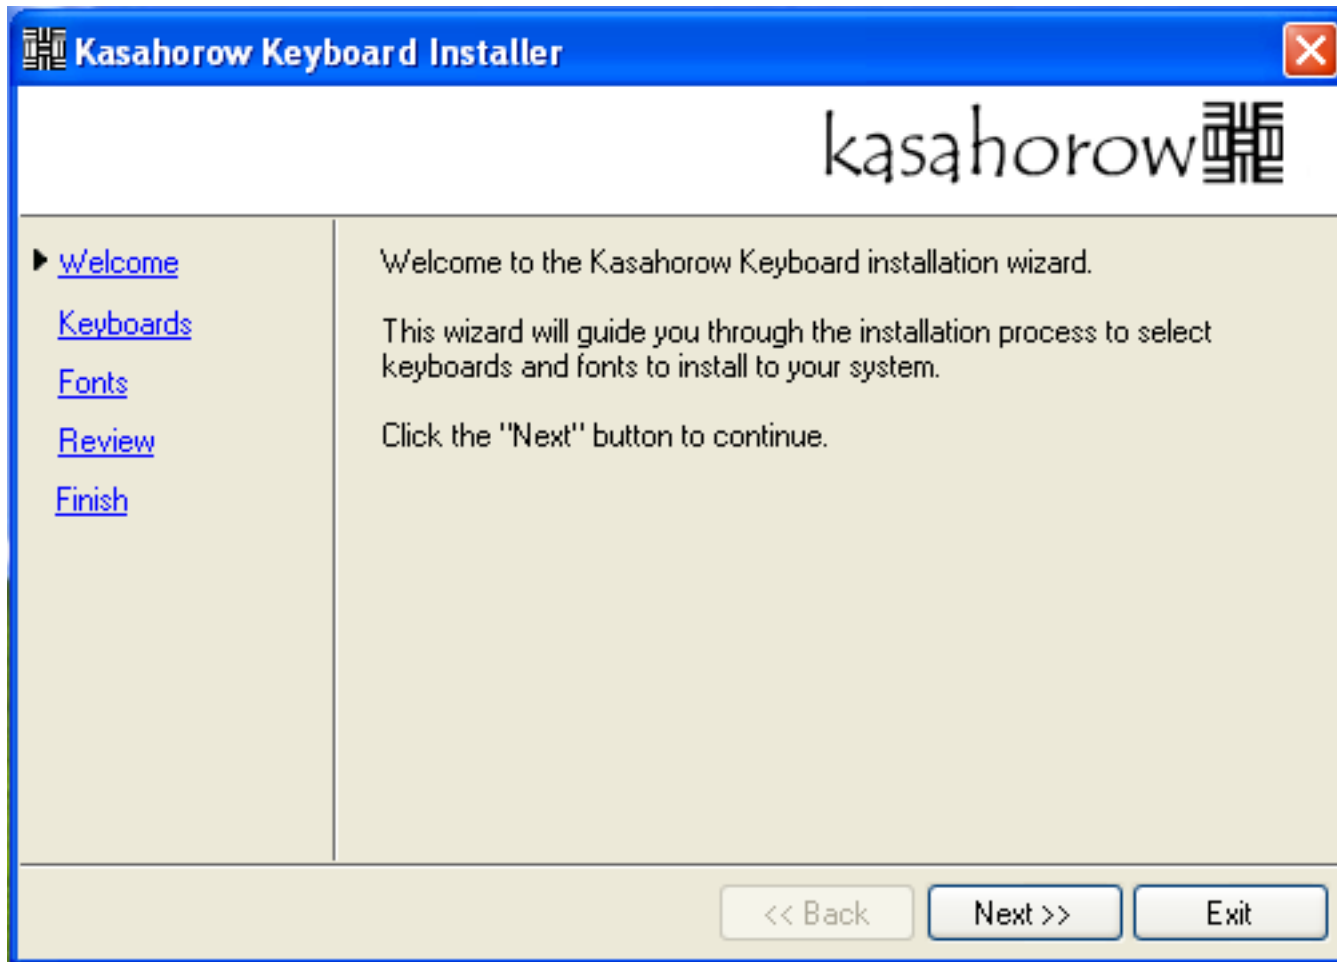 Kasahorow Keyboard Installer
kasahorow
Welcome
Keyboards
Fonts
Review
Finish
Welcome to the Kasahorow Keyboard installation wizard.
This wizard will guide you through the installation process to select
keyboards and fonts to install to your system.
Click the "Next" button to continue.
<< Back
Next >>
Exit